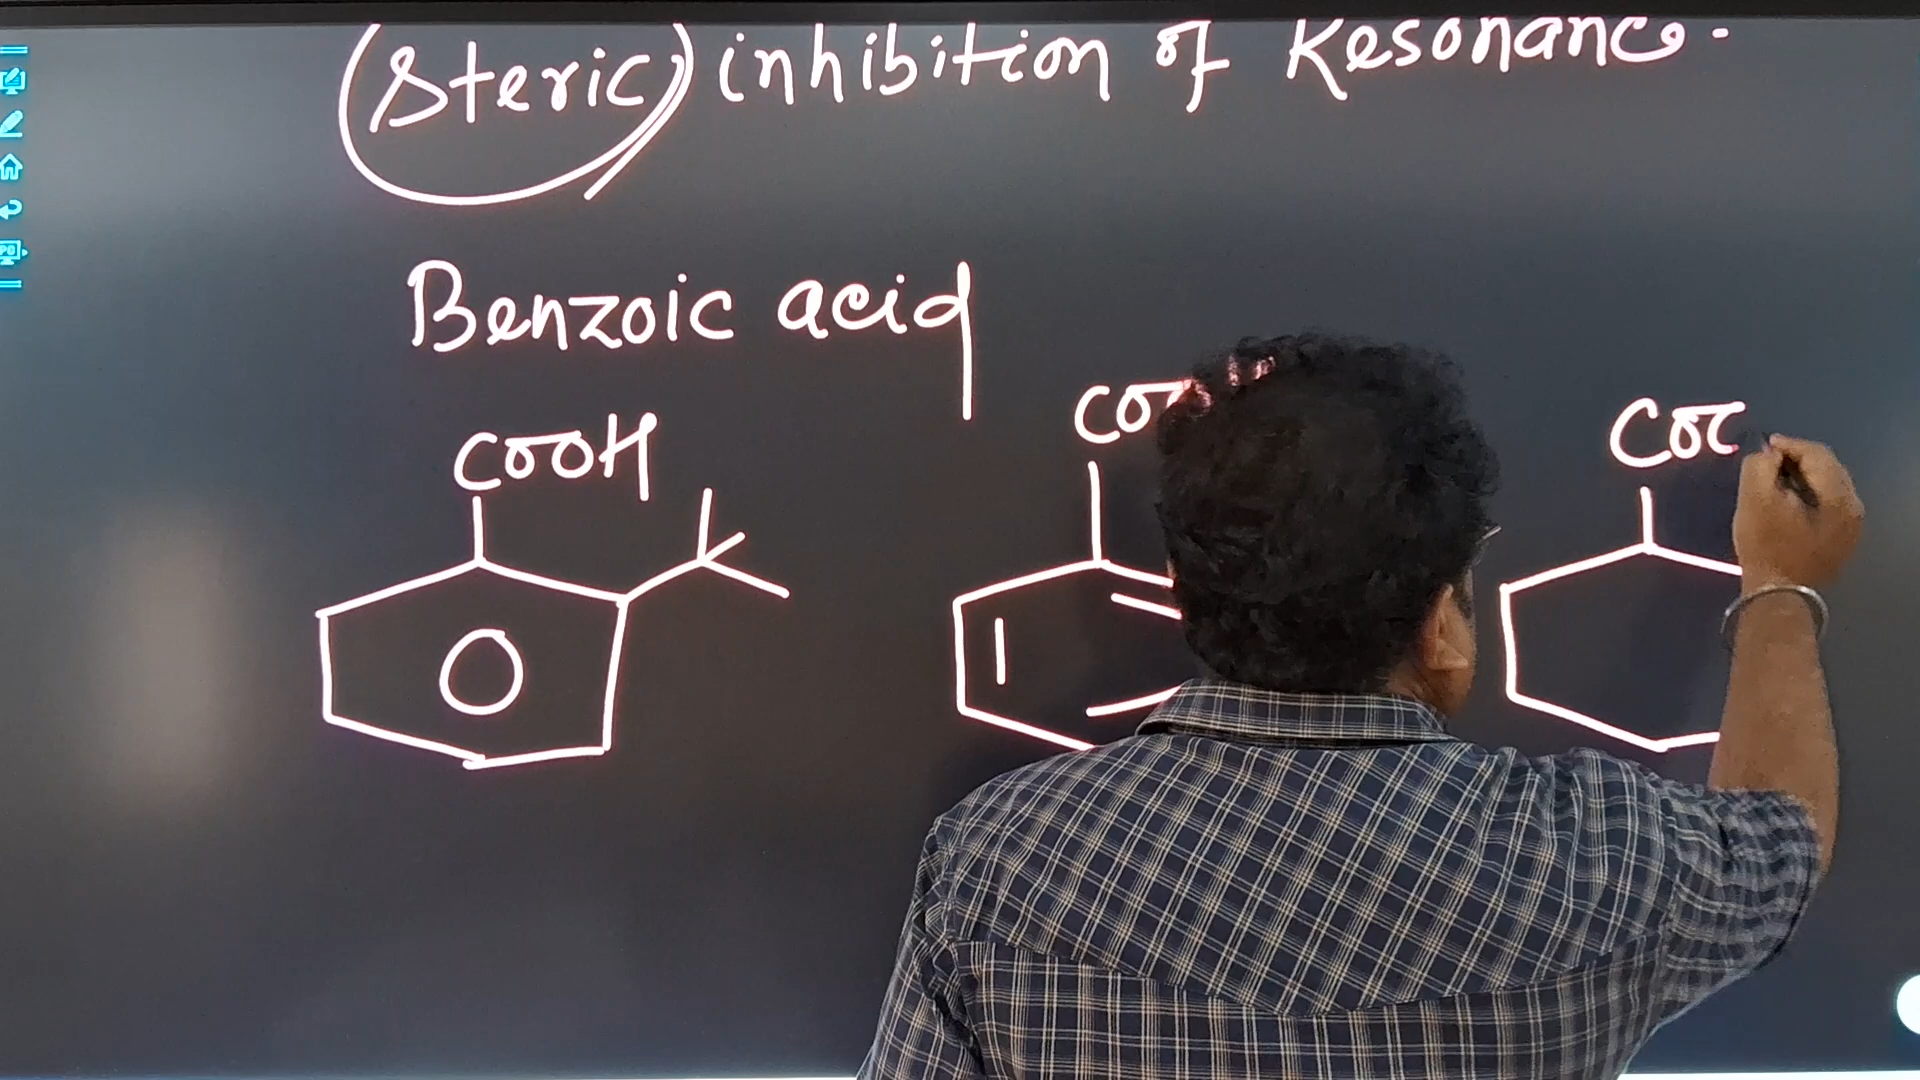 (Steric) inhibition of Resonance.
Benzoic acid
COOH